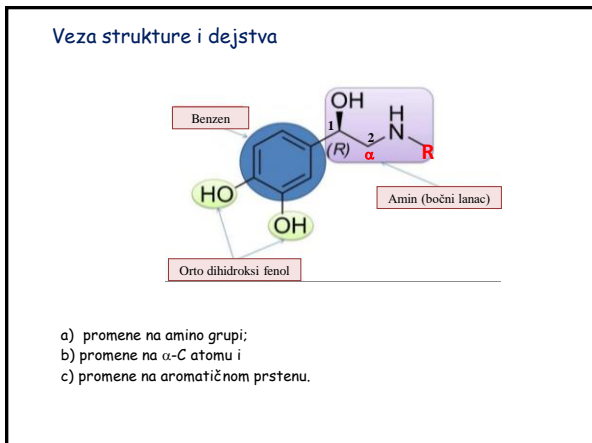 Veza strukture i dejstva
Benzen
OH
1
H
N
2
(R)
α
R
HO
OH
Amin (bočni lanac)
Orto dihidroksi fenol
a) promene na amino grupi;
b) promene na α-C atomu i
c) promene na aromatičnom prstenu.